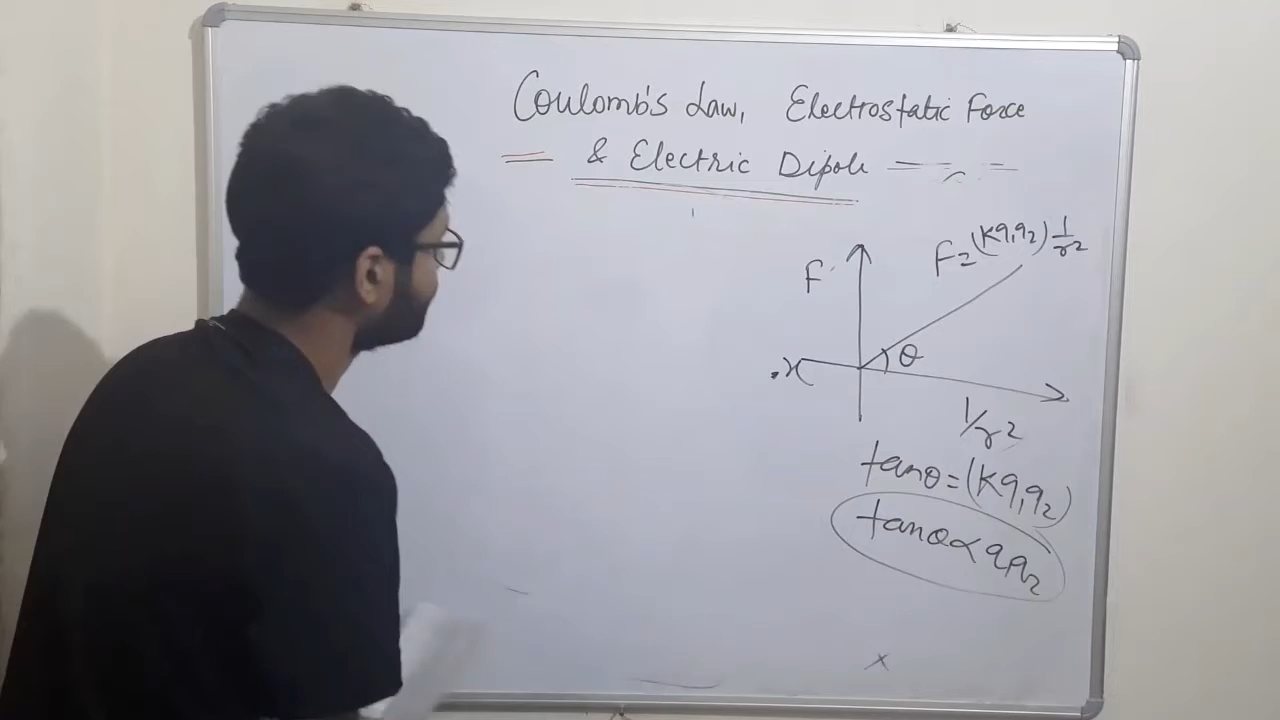 Coulomb's Law, Electrostatic Force
& Electric Dipole
F = (Kq₁q₂) 1/r²
F
θ
1/r²
tanθ = (Kq₁q₂)
tanθ ∝ q₁q₂
x